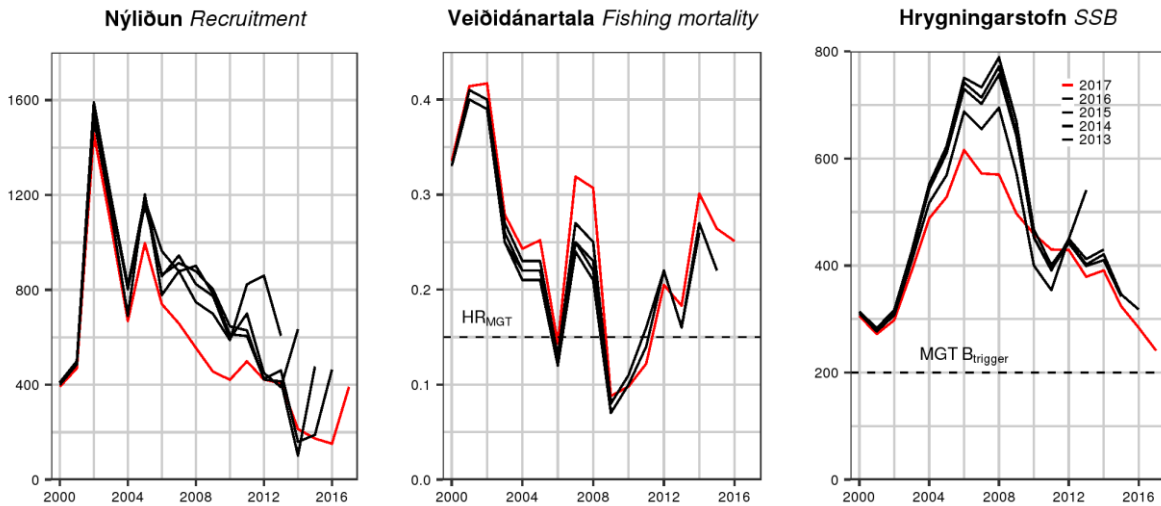 Nýliðun Recruitment
1600
1200
800
400
0
2000 2004 2008 2012 2016
Veiðidánartala Fishing mortality
0.4
0.3
0.2
0.1
0.0
HRMGT
2000 2004 2008 2012 2016
Hrygningarstofn SSB
800
600
400
200
0
2017
2016
2015
2014
2013
MGT Btrigger
2000 2004 2008 2012 2016